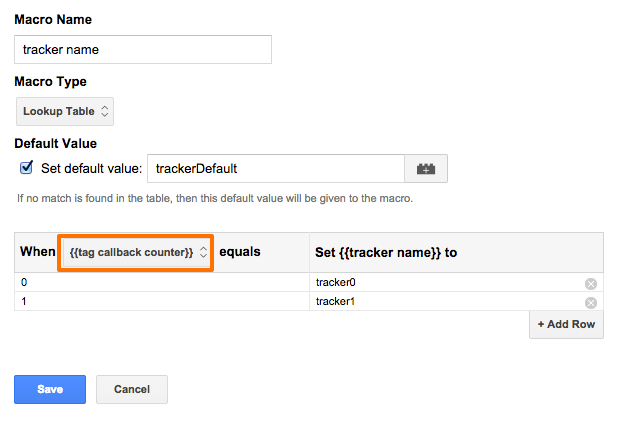 Macro Name
tracker name
Macro Type
Lookup Table
Default Value
Set default value: trackerDefault
If no match is found in the table, then this default value will be given to the macro.
When {{tag callback counter}} equals Set {{tracker name}} to
0 tracker0
1 tracker1
+ Add Row
Save Cancel